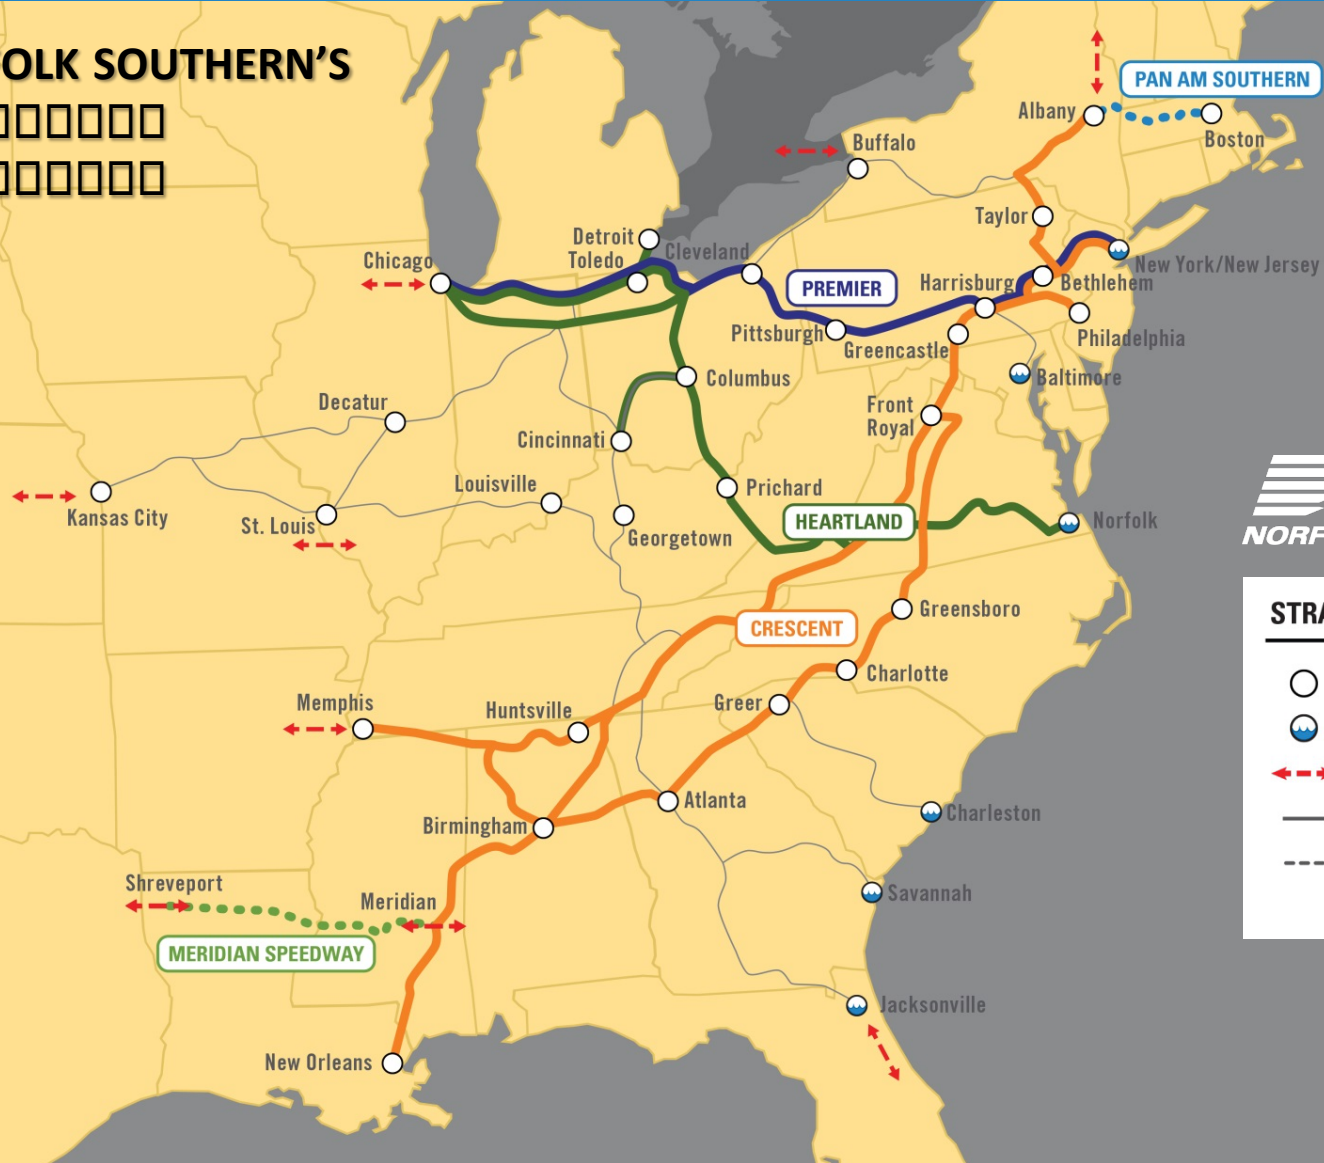 OLK SOUTHERN'S
PAN AM SOUTHERN
Albany
Boston
Buffalo
Taylor
Detroit
Toledo
Cleveland
Chicago
New York/New Jersey
PREMIER
Harrisburg
Bethlehem
Pittsburgh
Greencastle
Philadelphia
Columbus
Baltimore
Decatur
Front
Royal
Cincinnati
Louisville
Prichard
Kansas City
St. Louis
HEARTLAND
Norfolk
Georgetown
NORF
STRA
Greensboro
CRESCENT
Charlotte
Memphis
Huntsville
Greer
Atlanta
Birmingham
Charleston
Shreveport
Meridian
Savannah
MERIDIAN SPEEDWAY
Jacksonville
New Orleans